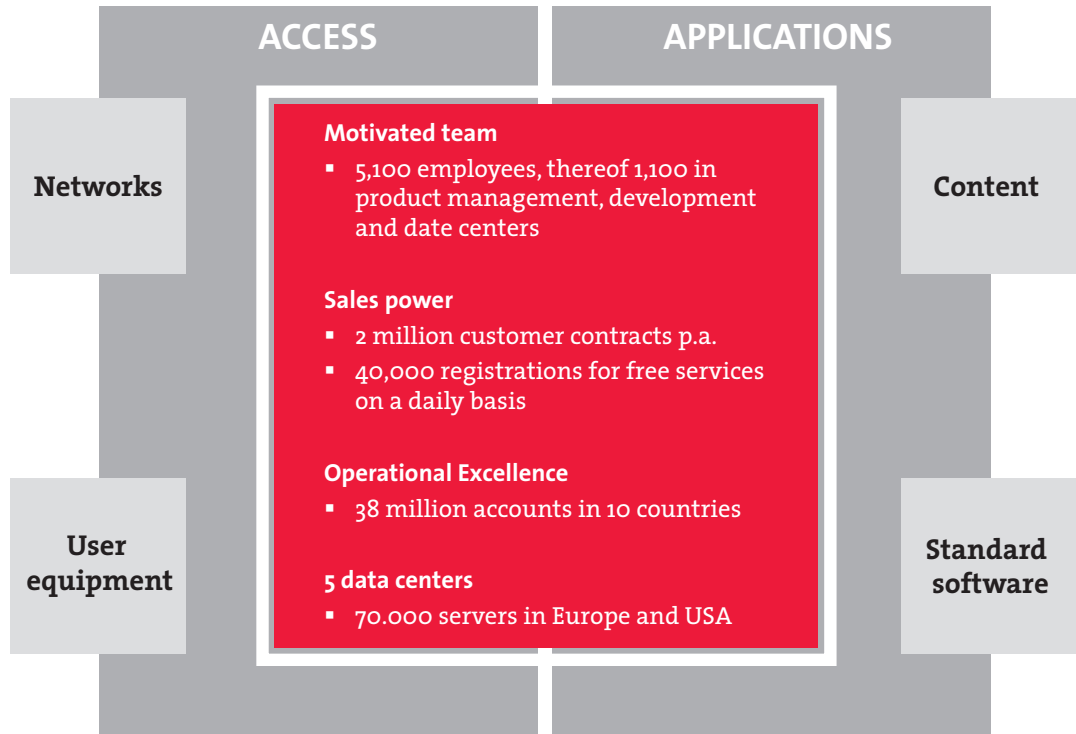 ACCESS
APPLICATIONS
Networks
User
equipment
Motivated team
▪ 5,100 employees, thereof 1,100 in
product management, development
and date centers
Sales power
▪ 2 million customer contracts p.a.
▪ 40,000 registrations for free services
on a daily basis
Operational Excellence
▪ 38 million accounts in 10 countries
5 data centers
▪ 70.000 servers in Europe and USA
Content
Standard
software